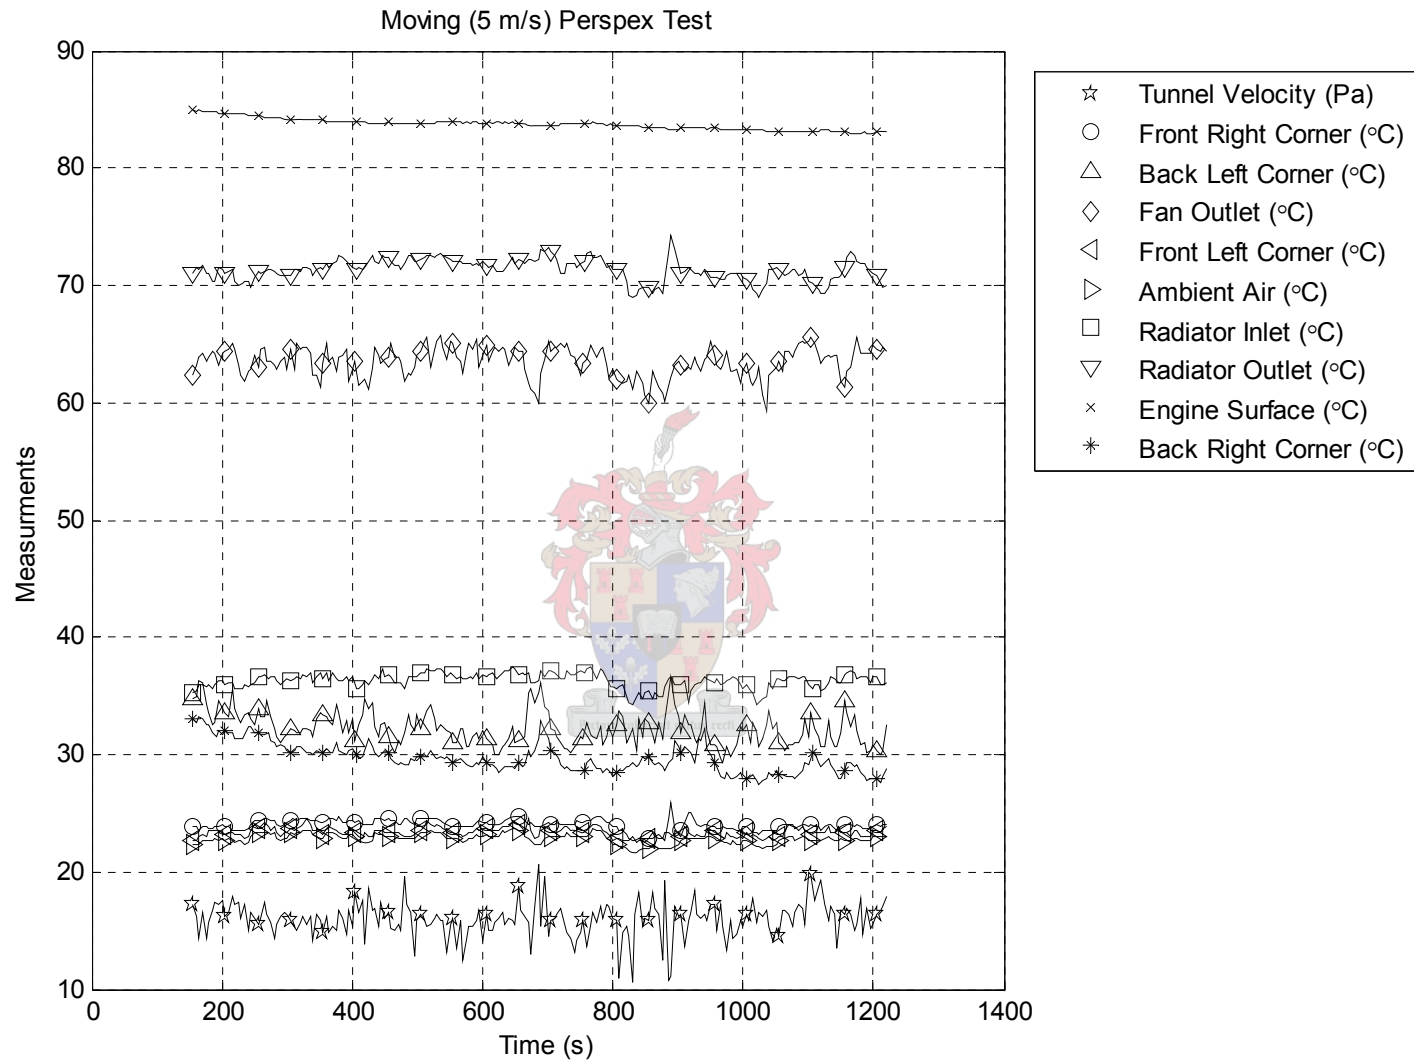 Moving (5 m/s) Perspex Test
90
80
70
60
50
40
30
20
10
Measurments
0
200
400
600
800
1000
1200
1400
Time (s)
Tunnel Velocity (Pa)
Front Right Corner (°C)
Back Left Corner (°C)
Fan Outlet (°C)
Front Left Corner (°C)
Ambient Air (°C)
Radiator Inlet (°C)
Radiator Outlet (°C)
Engine Surface (°C)
Back Right Corner (°C)